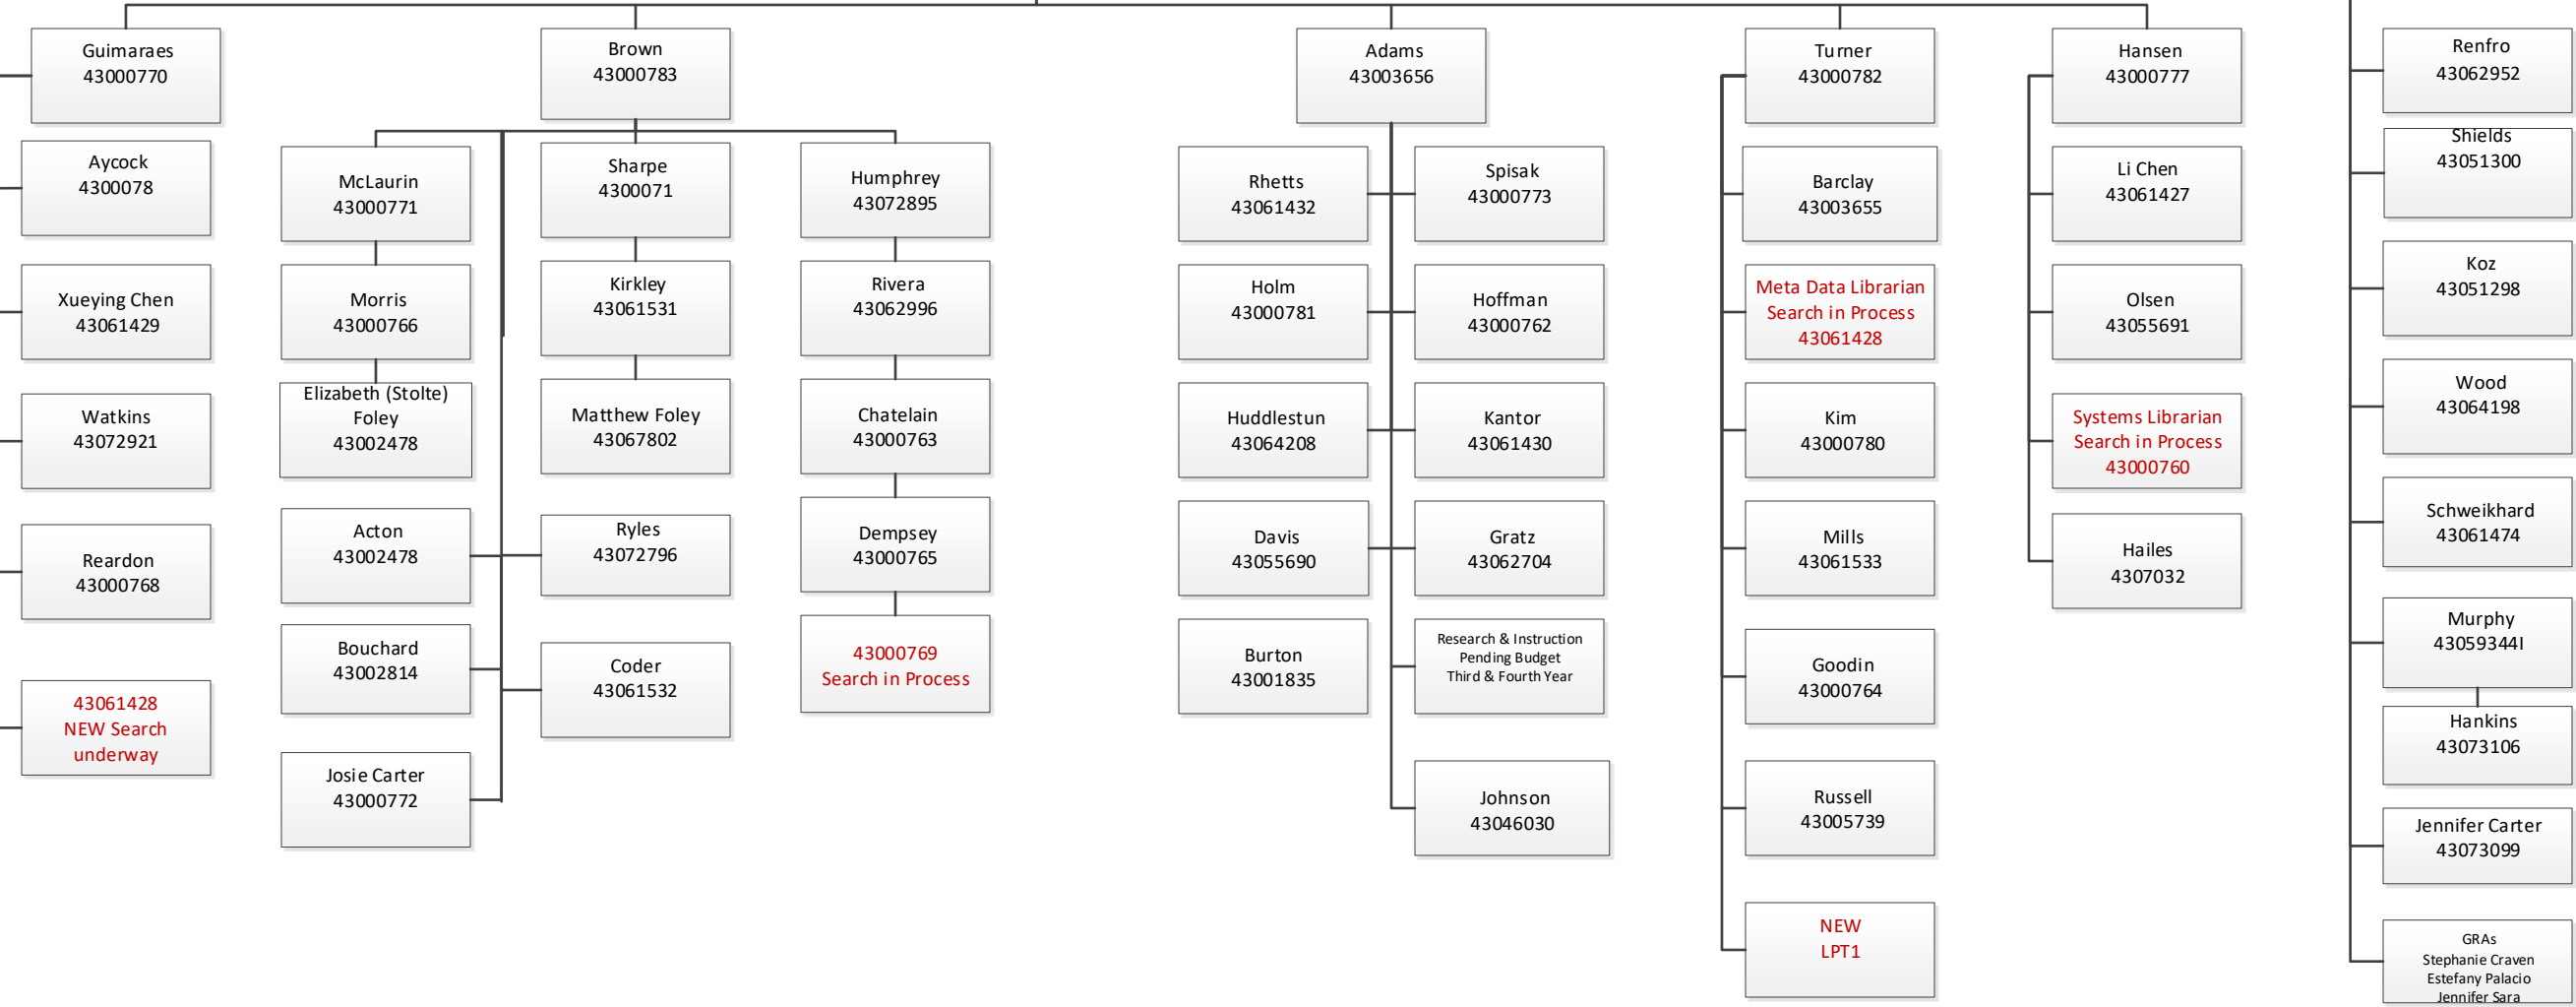 Guimaraes
43000770
Brown
43000783
Adams
43003656
Turner
43000782
Hansen
43000777
Renfro
43062952
Aycock
4300078
Xueying Chen
43061429
Watkins
43072921
Reardon
43000768
43061428
NEW Search
underway
McLaurin
43000771
Morris
43000766
Elizabeth (Stolte)
Foley
43002478
Acton
43002478
Bouchard
43002814
Josie Carter
43000772
Sharpe
4300071
Kirkley
43061531
Matthew Foley
43067802
Ryles
43072796
Coder
43061532
Humphrey
43072895
Rivera
43062996
Chatelain
43000763
Dempsey
43000765
43000769
Search in Process
Rhetts
43061432
Holm
43000781
Huddlestun
43064208
Davis
43055690
Burton
43001835
Spisak
43000773
Hoffman
43000762
Kantor
43061430
Gratz
43062704
Research & Instruction
Pending Budget
Third & Fourth Year
Johnson
43046030
Barclay
43003655
Meta Data Librarian
Search in Process
43061428
Kim
43000780
Mills
43061533
Goodin
43000764
Russell
43005739
NEW
LPT1
Li Chen
43061427
Olsen
43055691
Systems Librarian
Search in Process
43000760
Hailes
4307032
Shields
43051300
Koz
43051298
Wood
43064198
Schweikhard
43061474
Murphy
43059344I
Hankins
43073106
Jennifer Carter
43073099
GRAs
Stephanie Craven
Estefany Palacio
Jennifer Sara